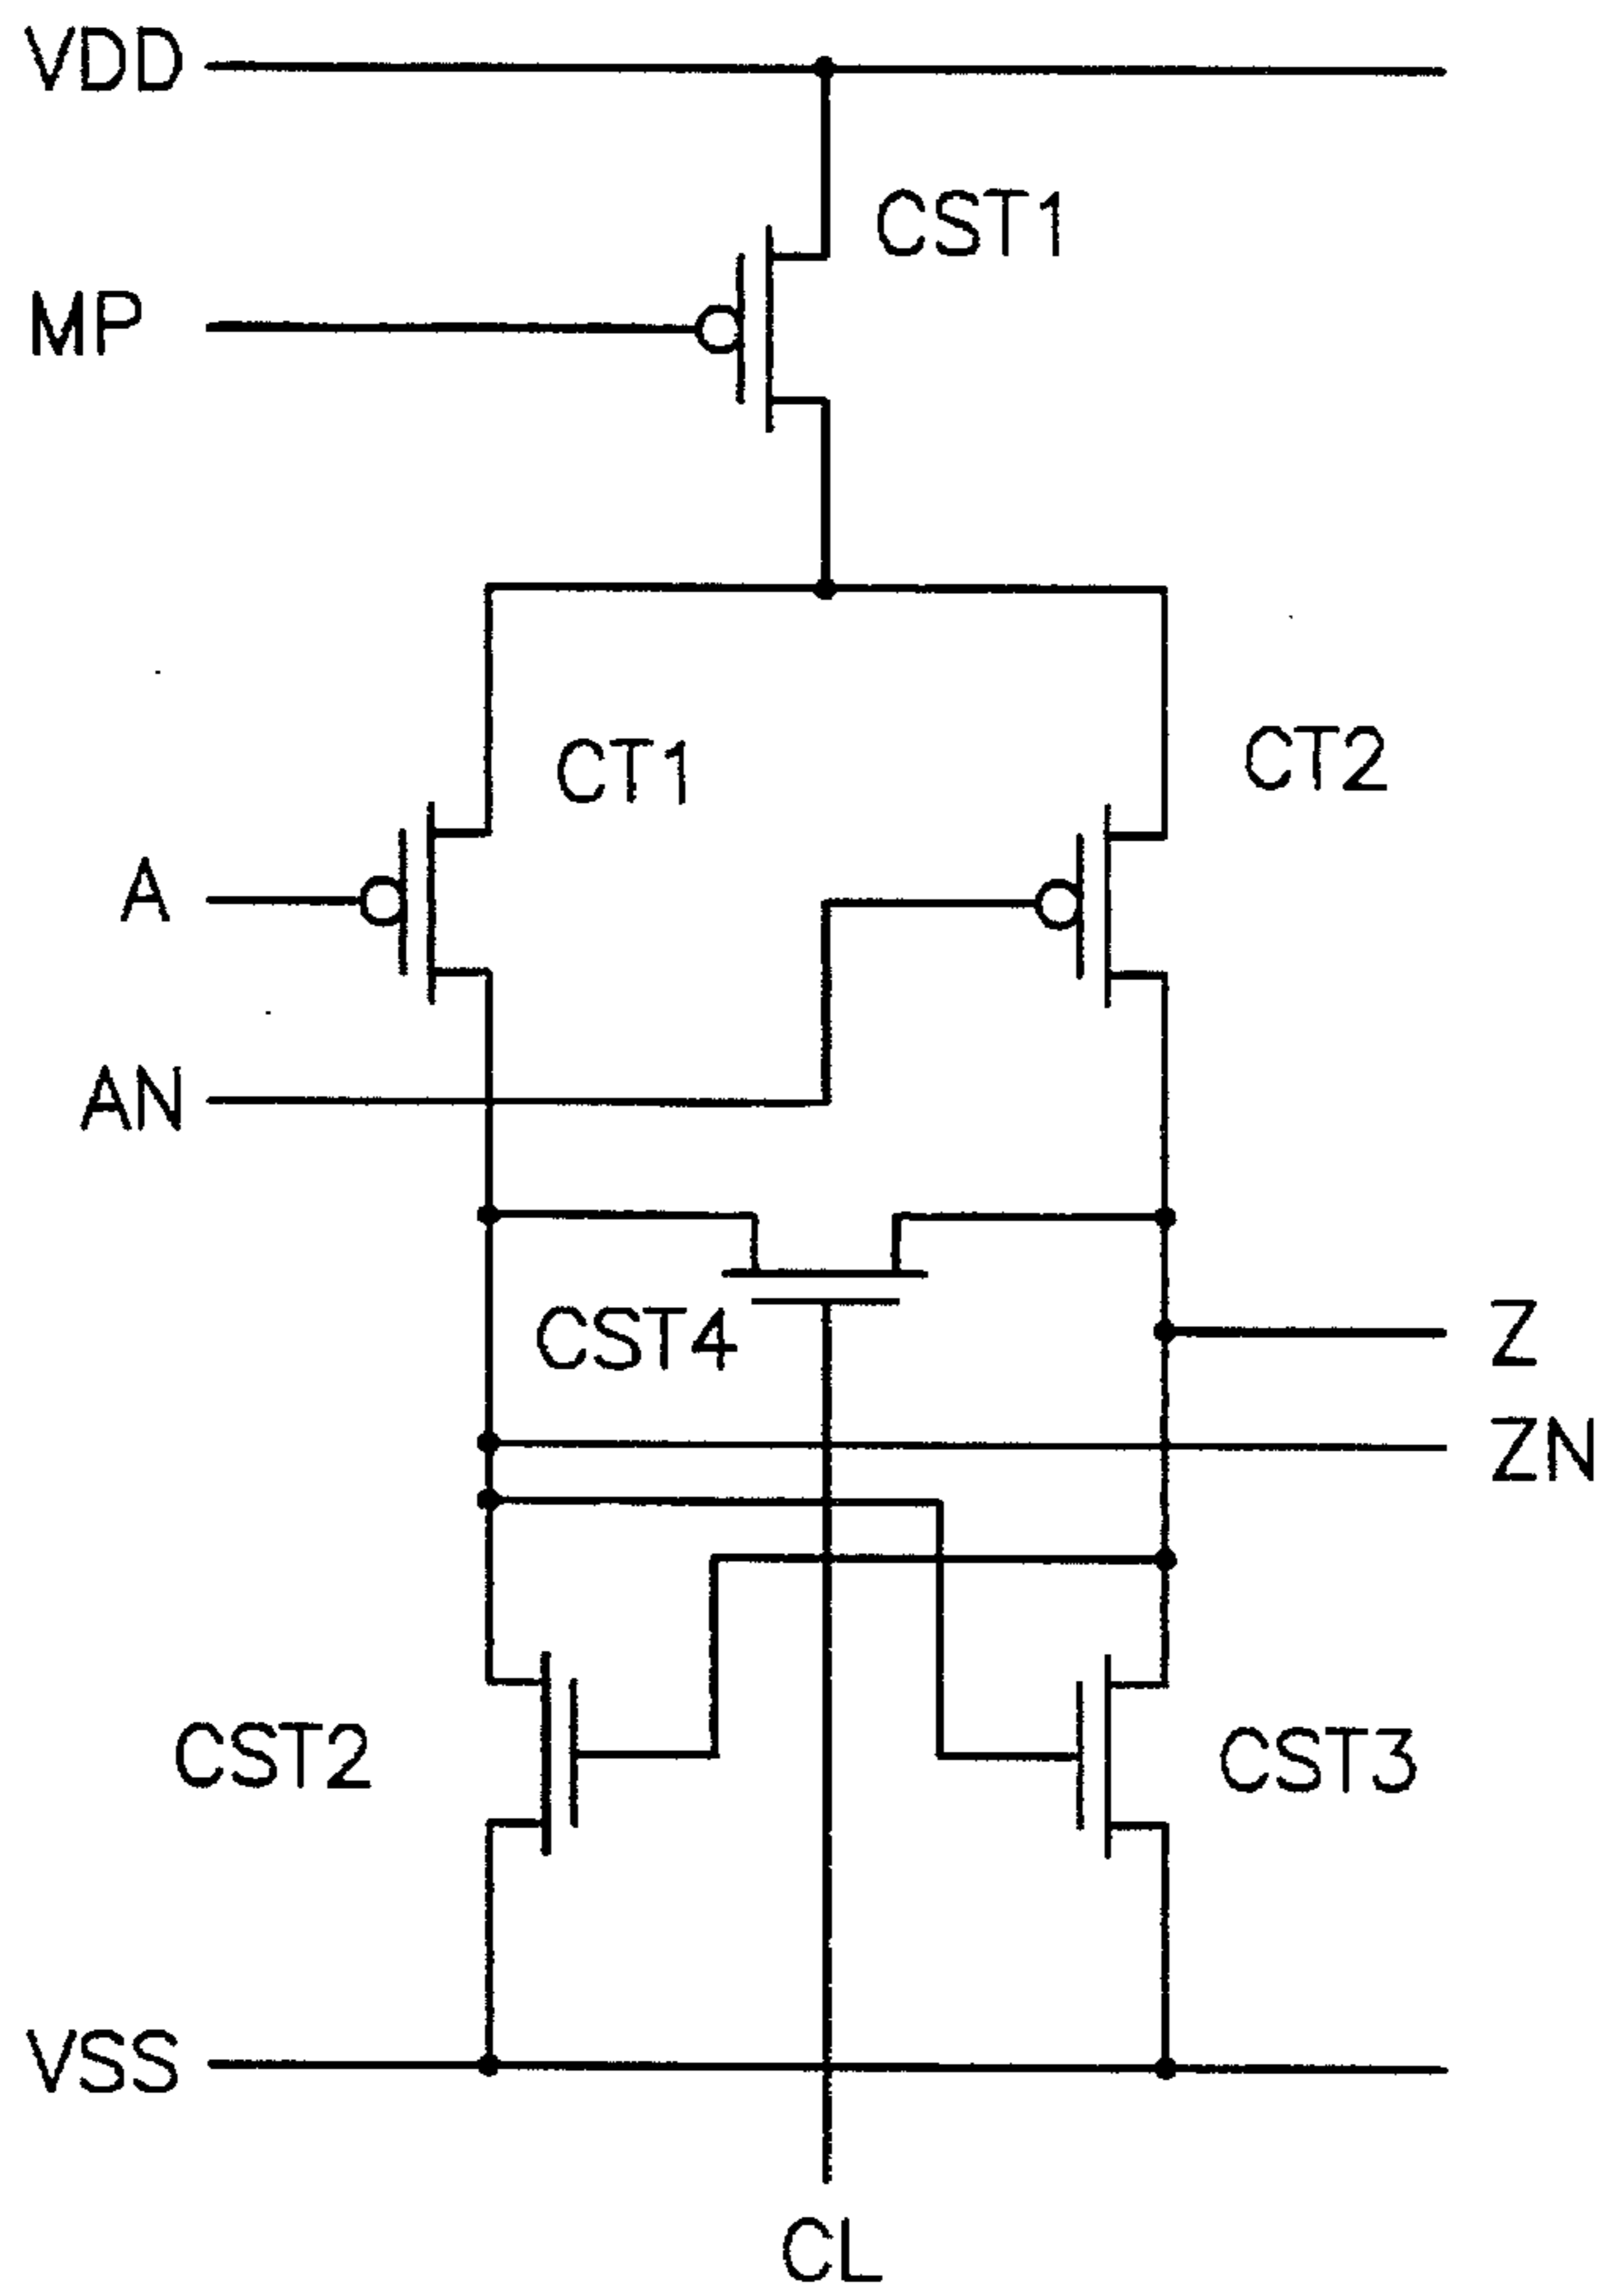 VDD
CST1
MP
CT1
CT2
A
AN
CST4
Z
ZN
CST2
CST3
VSS
CL